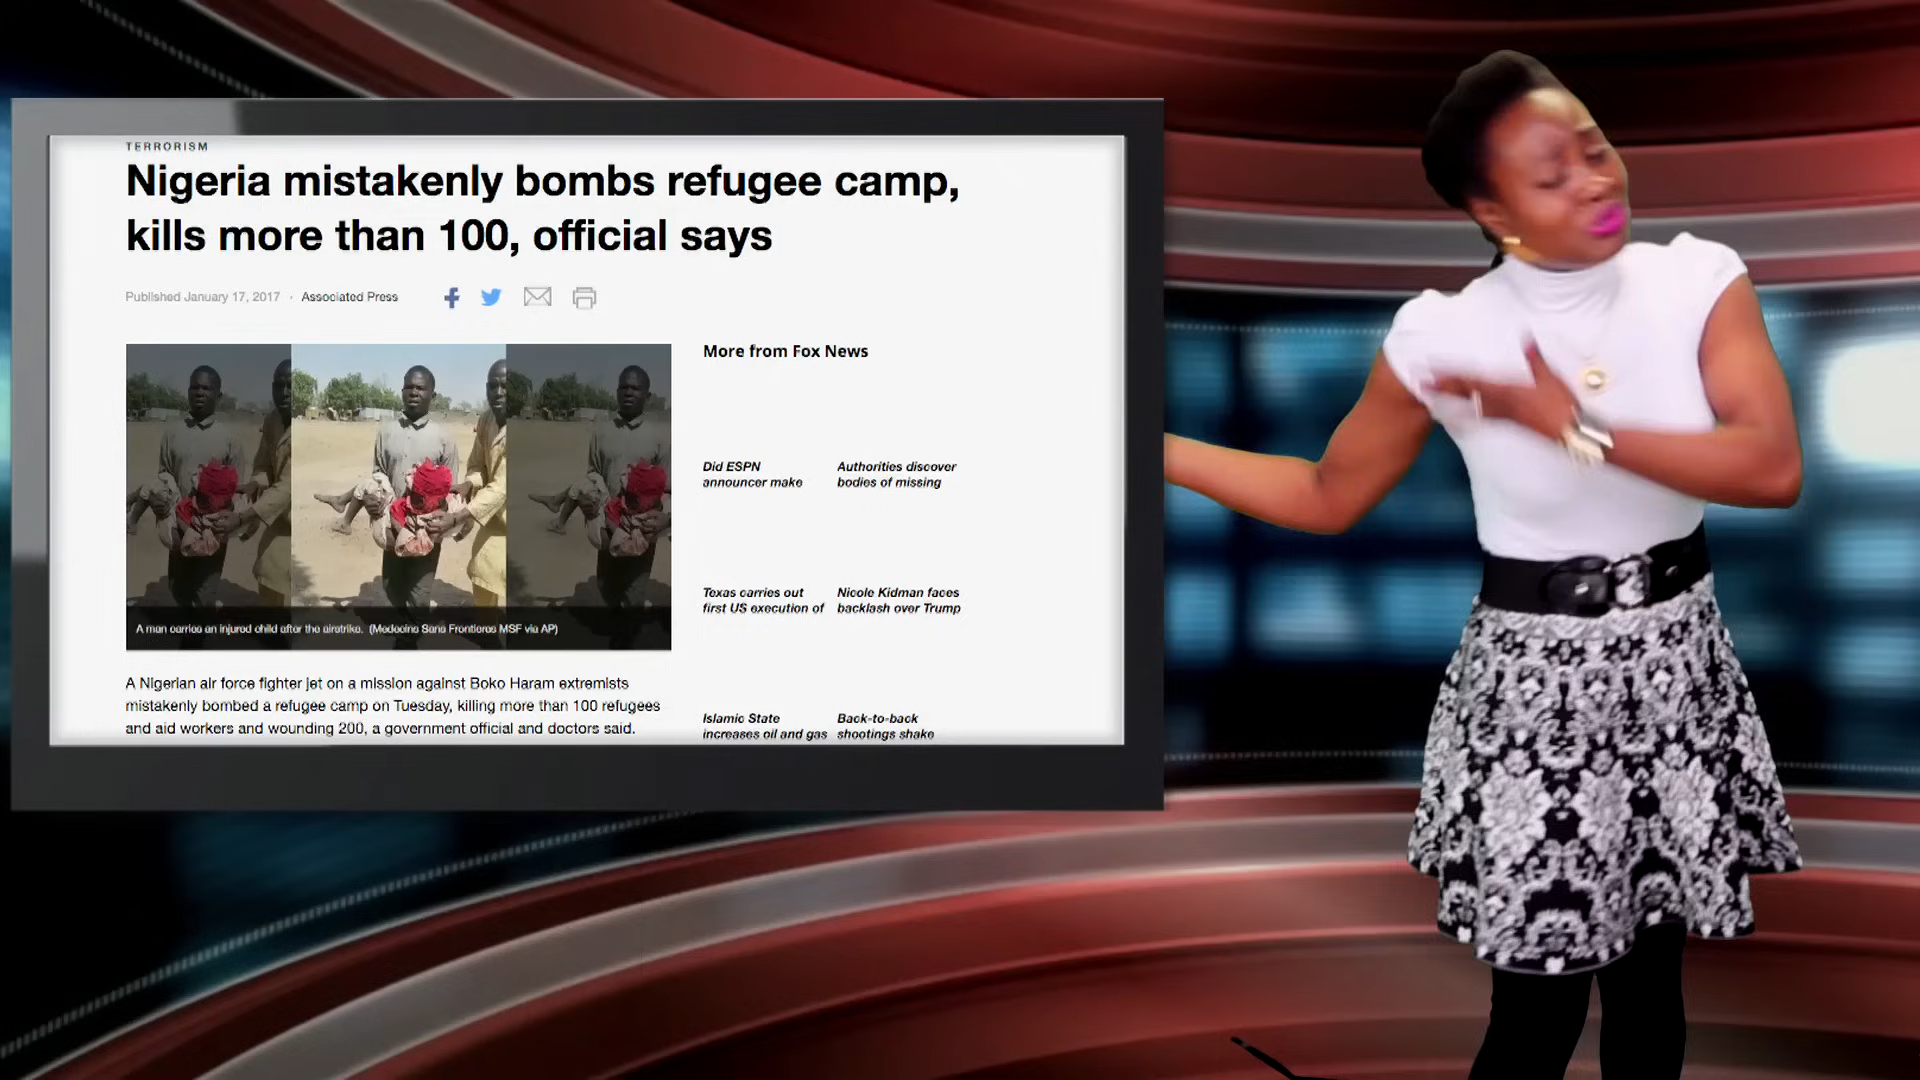 TERRORISM
Nigeria mistakenly bombs refugee camp,
kills more than 100, official says
Published January 17, 2017 · Associated Press
More from Fox News
Did ESPN
announcer make
Authorities discover
bodies of missing
Texas carries out
first US execution of
Nicole Kidman faces
backlash over Trump
A man carries an injured child after the airstrike. (Medecins Sans Frontieres MSF via AP)
A Nigerian air force fighter jet on a mission against Boko Haram extremists
mistakenly bombed a refugee camp on Tuesday, killing more than 100 refugees
and aid workers and wounding 200, a government official and doctors said.
Islamic State
increases oil and gas
Back-to-back
shootings shake